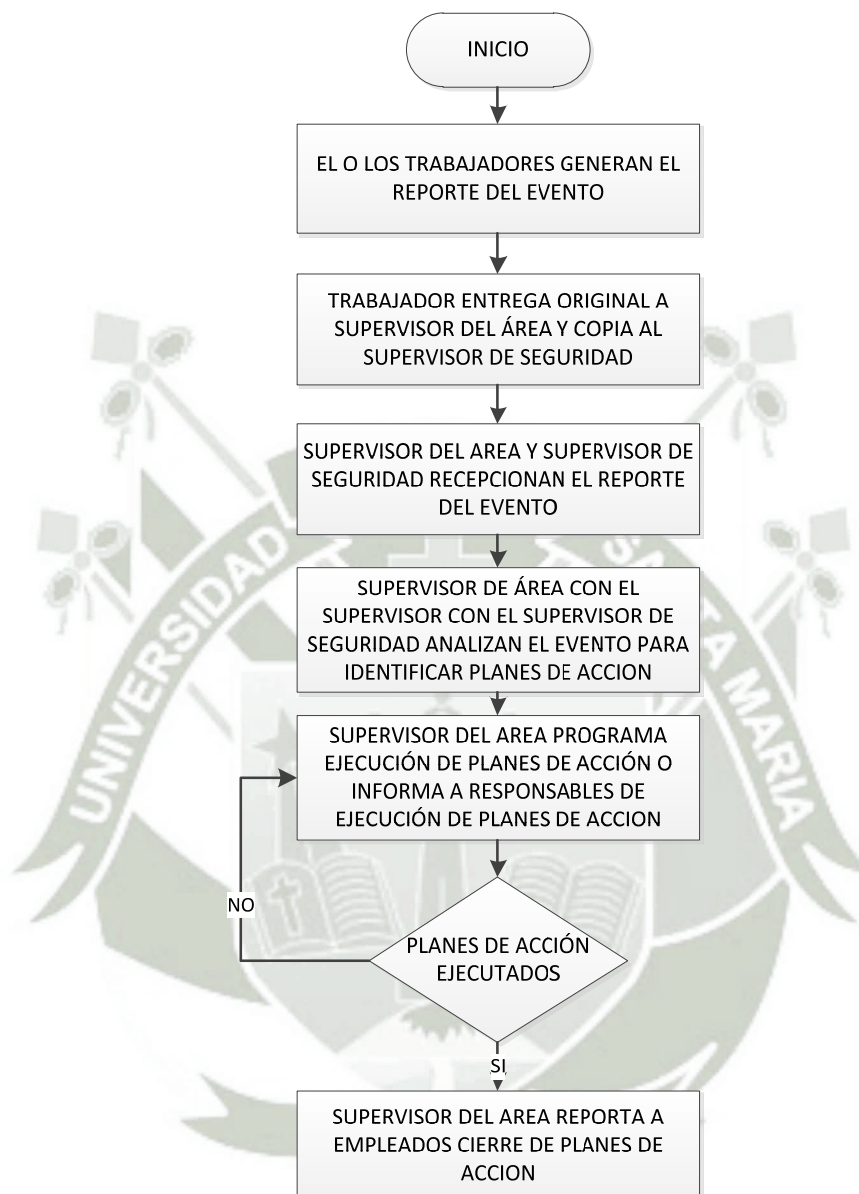 INICIO
EL O LOS TRABAJADORES GENERAN EL
REPORTE DEL EVENTO
TRABAJADOR ENTREGA ORIGINAL A
SUPERVISOR DEL ÁREA Y COPIA AL
SUPERVISOR DE SEGURIDAD
SUPERVISOR DEL AREA Y SUPERVISOR DE
SEGURIDAD RECEPCIONAN EL REPORTE
DEL EVENTO
SUPERVISOR DE ÁREA CON EL
SUPERVISOR CON EL SUPERVISOR DE
SEGURIDAD ANALIZAN EL EVENTO PARA
IDENTIFICAR PLANES DE ACCION
SUPERVISOR DEL AREA PROGRAMA
EJECUCIÓN DE PLANES DE ACCIÓN O
INFORMA A RESPONSABLES DE
EJECUCIÓN DE PLANES DE ACCION
NO
PLANES DE ACCIÓN
EJECUTADOS
SI
SUPERVISOR DEL AREA REPORTA A
EMPLEADOS CIERRE DE PLANES DE
ACCION
UNIVERSIDAD
MARIA